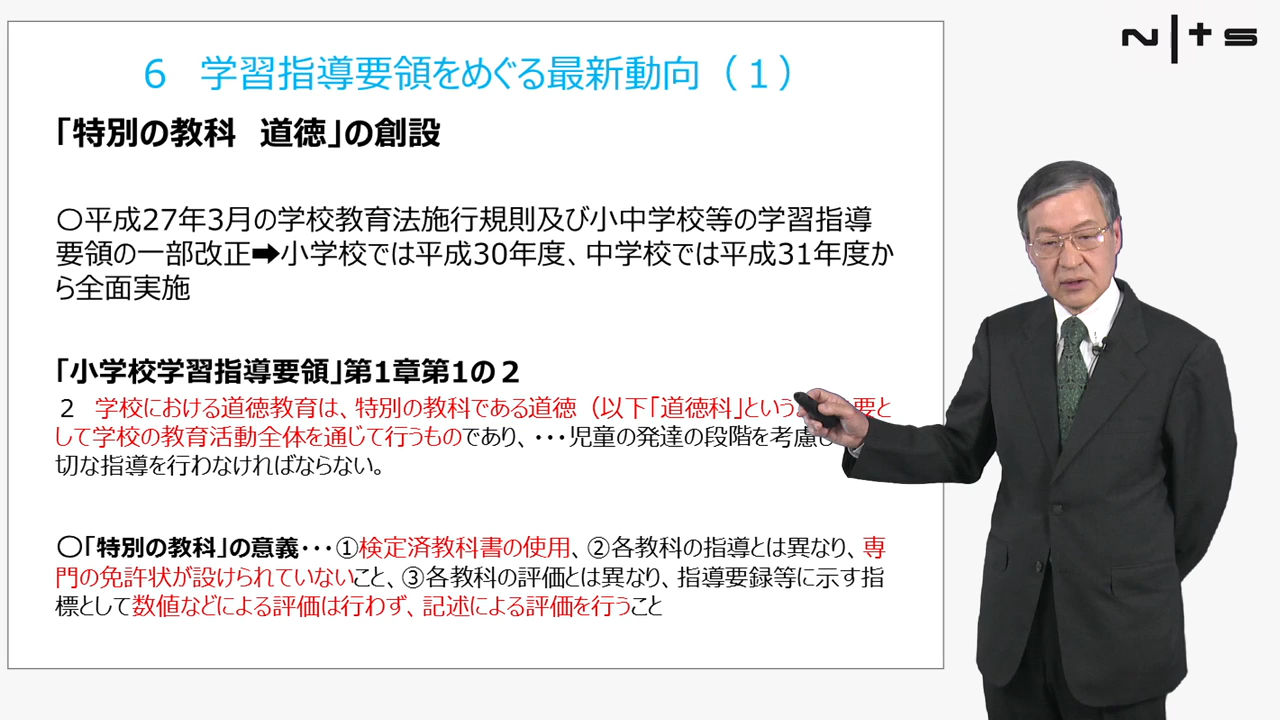 ６　学習指導要領をめぐる最新動向（１）
NITS
「特別の教科　道徳」の創設
〇平成27年3月の学校教育法施行規則及び小中学校等の学習指導
要領の一部改正➡小学校では平成30年度、中学校では平成31年度か
ら全面実施
「小学校学習指導要領」第1章第1の２
２　学校における道徳教育は、特別の教科である道徳（以下「道徳科」という 要と
して学校の教育活動全体を通じて行うものであり、・・・児童の発達の段階を考慮
切な指導を行わなければならない。
〇「特別の教科」の意義・・・①検定済教科書の使用、②各教科の指導とは異なり、専
門の免許状が設けられていないこと、③各教科の評価とは異なり、指導要録等に示す指
標として数値などによる評価は行わず、記述による評価を行うこと